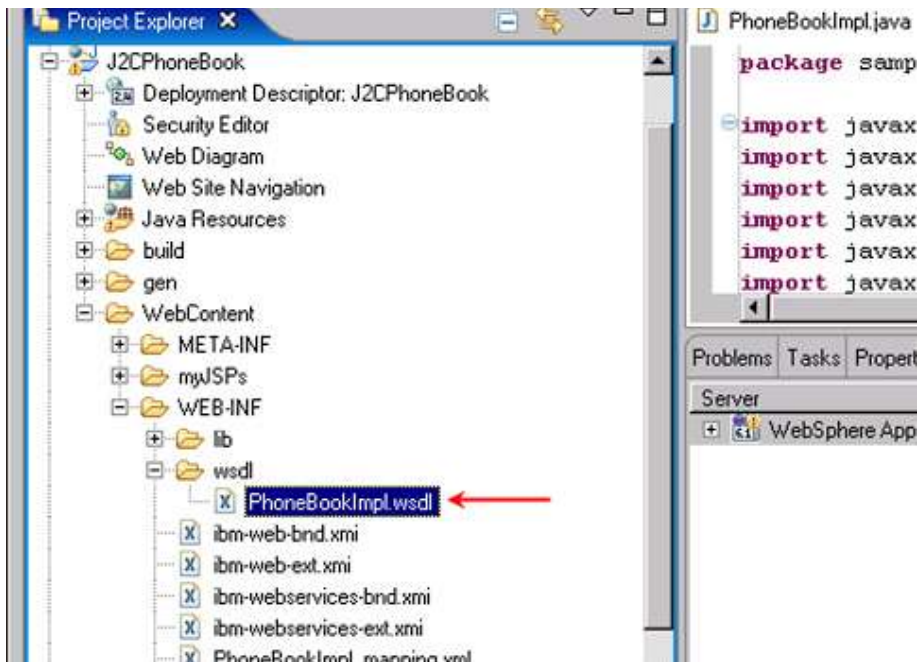 Project Explorer
J2CPhoneBook
Deployment Descriptor: J2CPhoneBook
Security Editor
Web Diagram
Web Site Navigation
Java Resources
build
gen
WebContent
META-INF
myJSPs
WEB-INF
lib
wsdl
PhoneBookImpl.wsdl
ibm-web-bnd.xmi
ibm-web-ext.xmi
ibm-webservices-bnd.xmi
ibm-webservices-ext.xmi
PhoneBookImpl_mapping.xml
PhoneBookImpl.java
package samp
import javax
import javax
import javax
import javax
import javax
import javax
Problems Tasks Propert
Server
WebSphere App